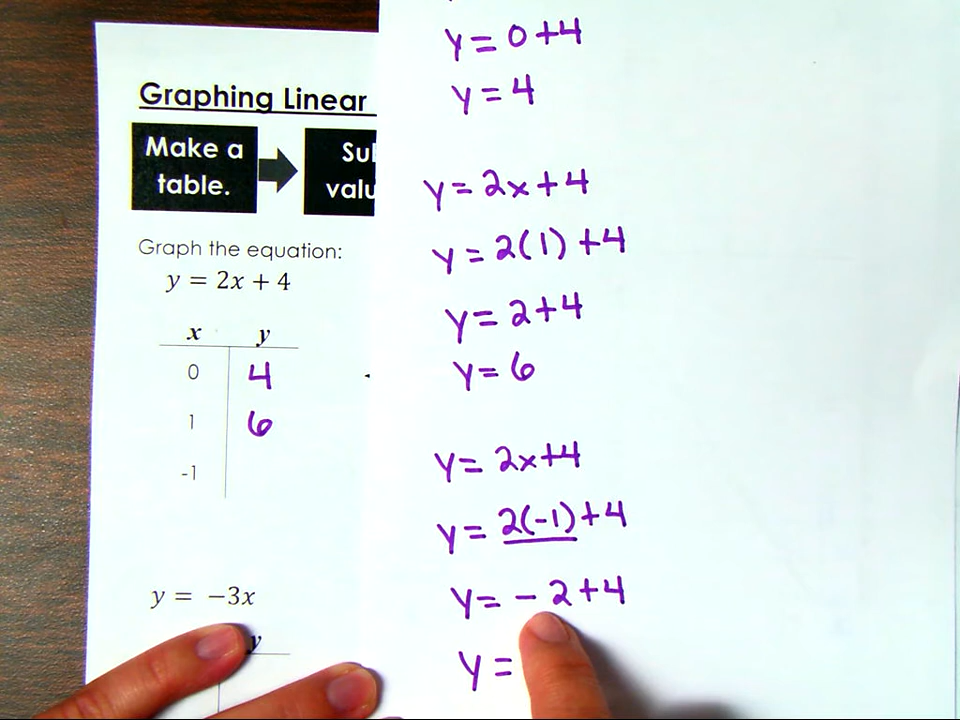 Graphing Linear
Make a
table.
Sub
valu
Graph the equation:
y = 2x + 4
x y
0 4
1 6
-1
y = −3x
y
y = 0 + 4
y = 4
y = 2x + 4
y = 2(1) + 4
y = 2 + 4
y = 6
y = 2x + 4
y = 2(-1) + 4
y = -2 + 4
y =